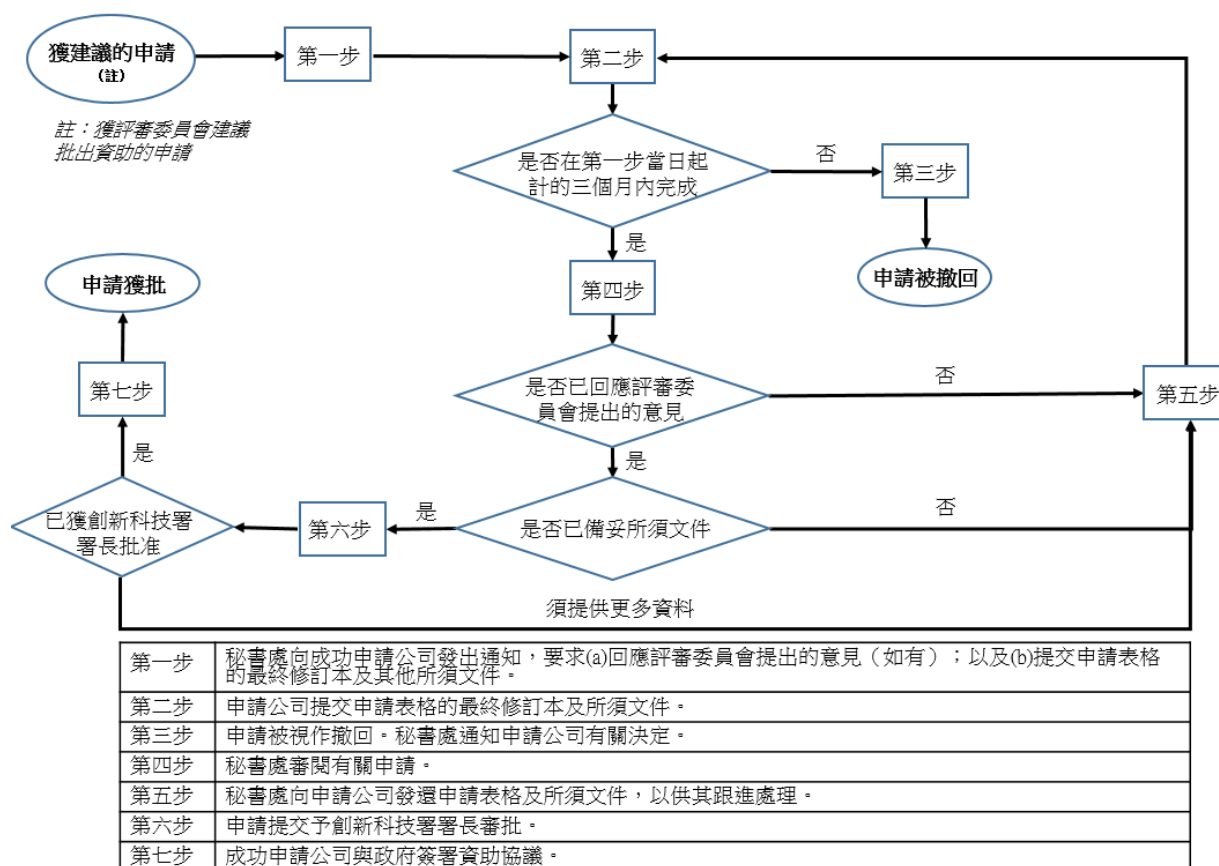 獲建議的申請
(註)
第一步
第二步
註：獲評審委員會建議
批出資助的申請
是否在第一步當日起
計的三個月內完成
否
第三步
是
申請獲批
第四步
申請被撤回
第七步
是否已回應評審委
員會提出的意見
否
第五步
是
是
已獲創新科技署
署長批准
第六步
是
是否已備妥所須文件
否
須提供更多資料
第一步 秘書處向成功申請公司發出通知，要求(a)回應評審委員會提出的意見（如有）；以及(b)提交申請表格
的最終修訂本及其他所須文件。
第二步 申請公司提交申請表格的最終修訂本及所須文件。
第三步 申請被視作撤回。秘書處通知申請公司有關決定。
第四步 秘書處審閱有關申請。
第五步 秘書處向申請公司發還申請表格及所須文件，以供其跟進處理。
第六步 申請提交予創新科技署署長審批。
第七步 成功申請公司與政府簽署資助協議。